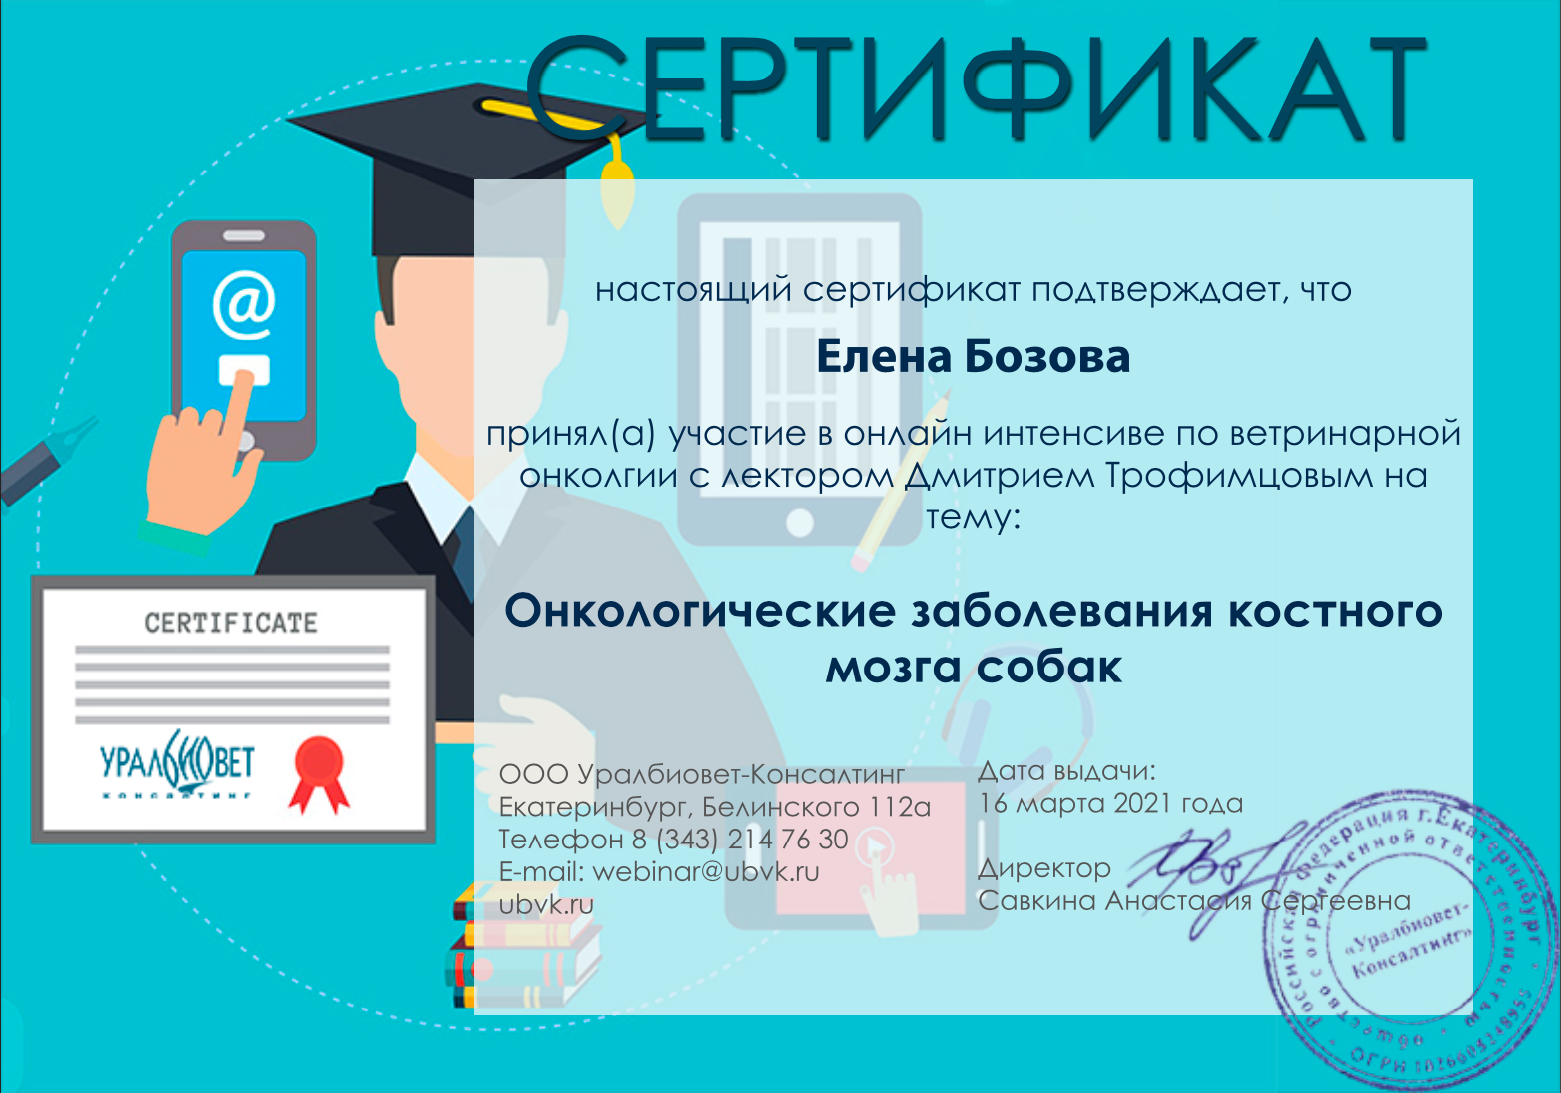 СЕРТИФИКАТ
настоящий сертификат подтверждает, что
Елена Бозова
принял(а) участие в онлайн интенсиве по ветринарной
онколгии с лектором Дмитрием Трофимцовым на
тему:
Онкологические заболевания костного
мозга собак
@
CERTIFICATE
УРАЛБИОВЕТ
КОНСАЛТИНГ
ООО Уралбиовет-Консалтинг
Екатеринбург, Белинского 112а
Телефон 8 (343) 214 76 30
E-mail: webinar@ubvk.ru
ubvk.ru
Дата выдачи:
16 марта 2021 года
Директор
Савкина Анастасия Сергеевна
Российская Федерация г.Екатеринбург
общество с ограниченной ответственностью
«Уралбиовет-
Консалтинг»
ОГРН